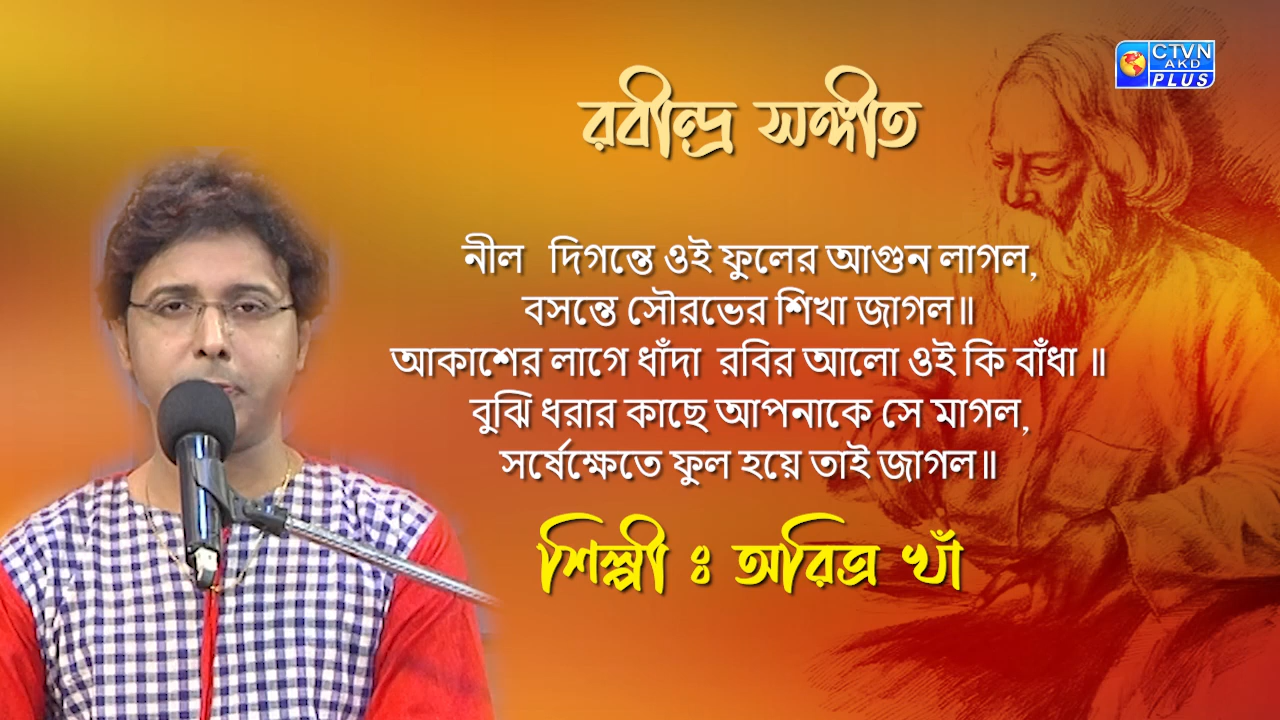 CTVN
AKD
PLUS
রবীন্দ্র সঙ্গীত
নীল দিগন্তে ওই ফুলের আগুন লাগল,
বসন্তে সৌরভের শিখা জাগল॥
আকাশের লাগে ধাঁদা রবির আলো ওই কি বাঁধা ॥
বুঝি ধরার কাছে আপনাকে সে মাগল,
সর্ষেক্ষেতে ফুল হয়ে তাই জাগল॥
শিল্পী ঃ অরিত্র খাঁ